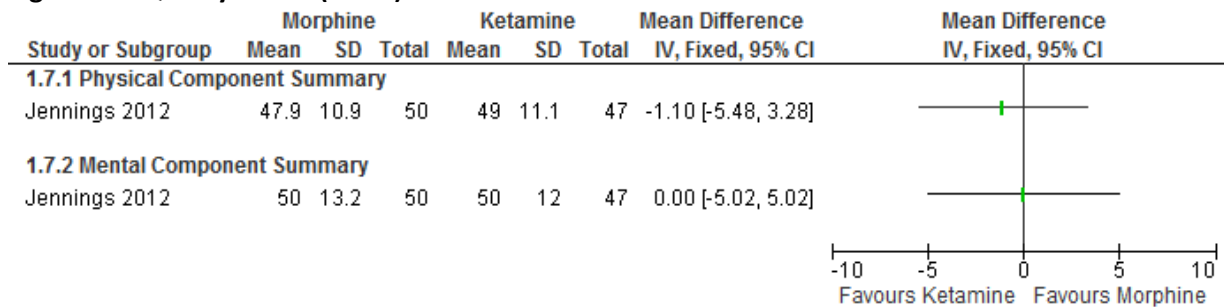 Morphine Ketamine Mean Difference Mean Difference
Study or Subgroup Mean SD Total Mean SD Total IV, Fixed, 95% CI IV, Fixed, 95% CI
1.7.1 Physical Component Summary
Jennings 2012 47.9 10.9 50 49 11.1 47 -1.10 [-5.48, 3.28]
1.7.2 Mental Component Summary
Jennings 2012 50 13.2 50 50 12 47 0.00 [-5.02, 5.02]
-10 -5 0 5 10
Favours Ketamine Favours Morphine